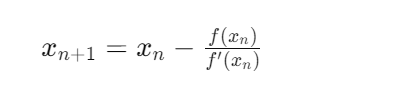 $x_{n+1} = x_n - \frac{f(x_n)}{f'(x_n)}$